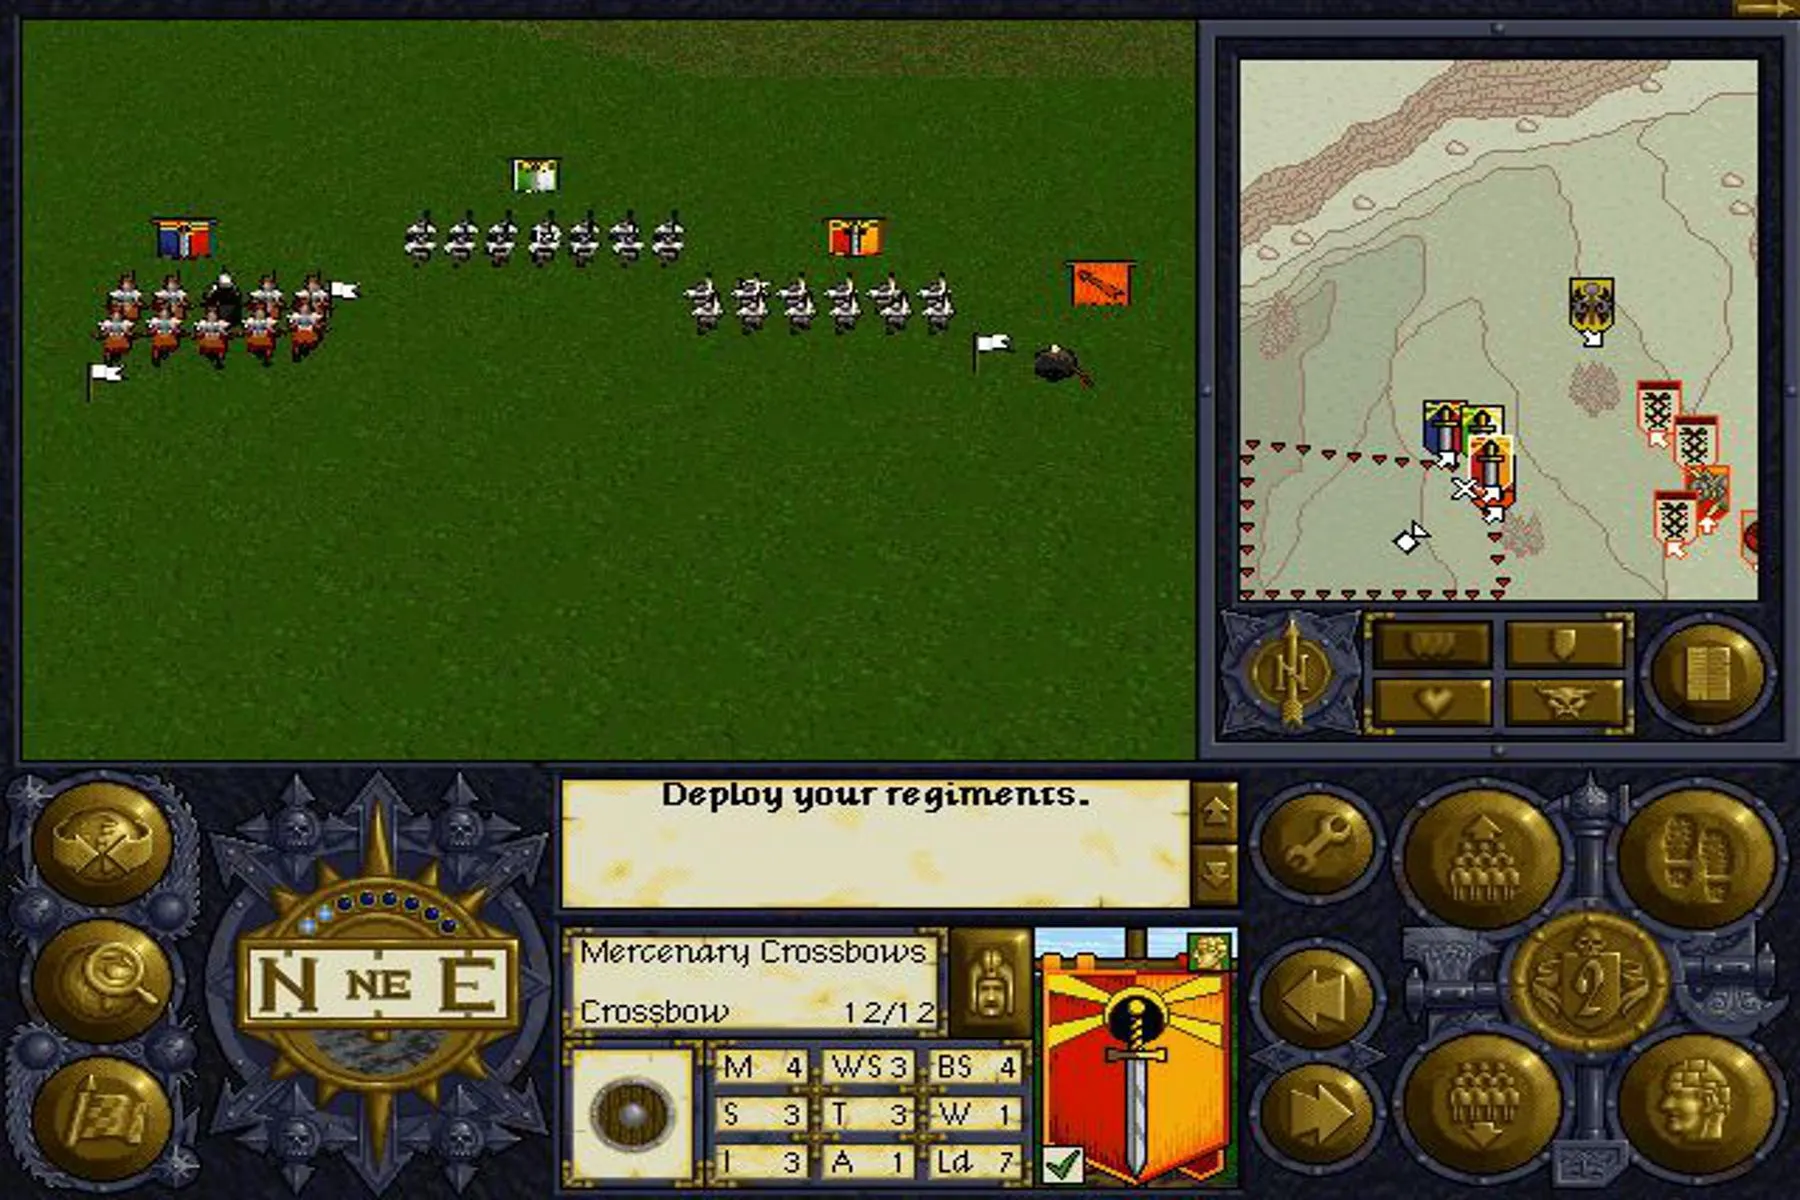 N
Deploy your regiments.
N NE E
Mercenary Crossbows
Crossbow 12/12
M 4 WS 3 BS 4
S 3 T 3 W 1
I 3 A 1 Ld 7
2